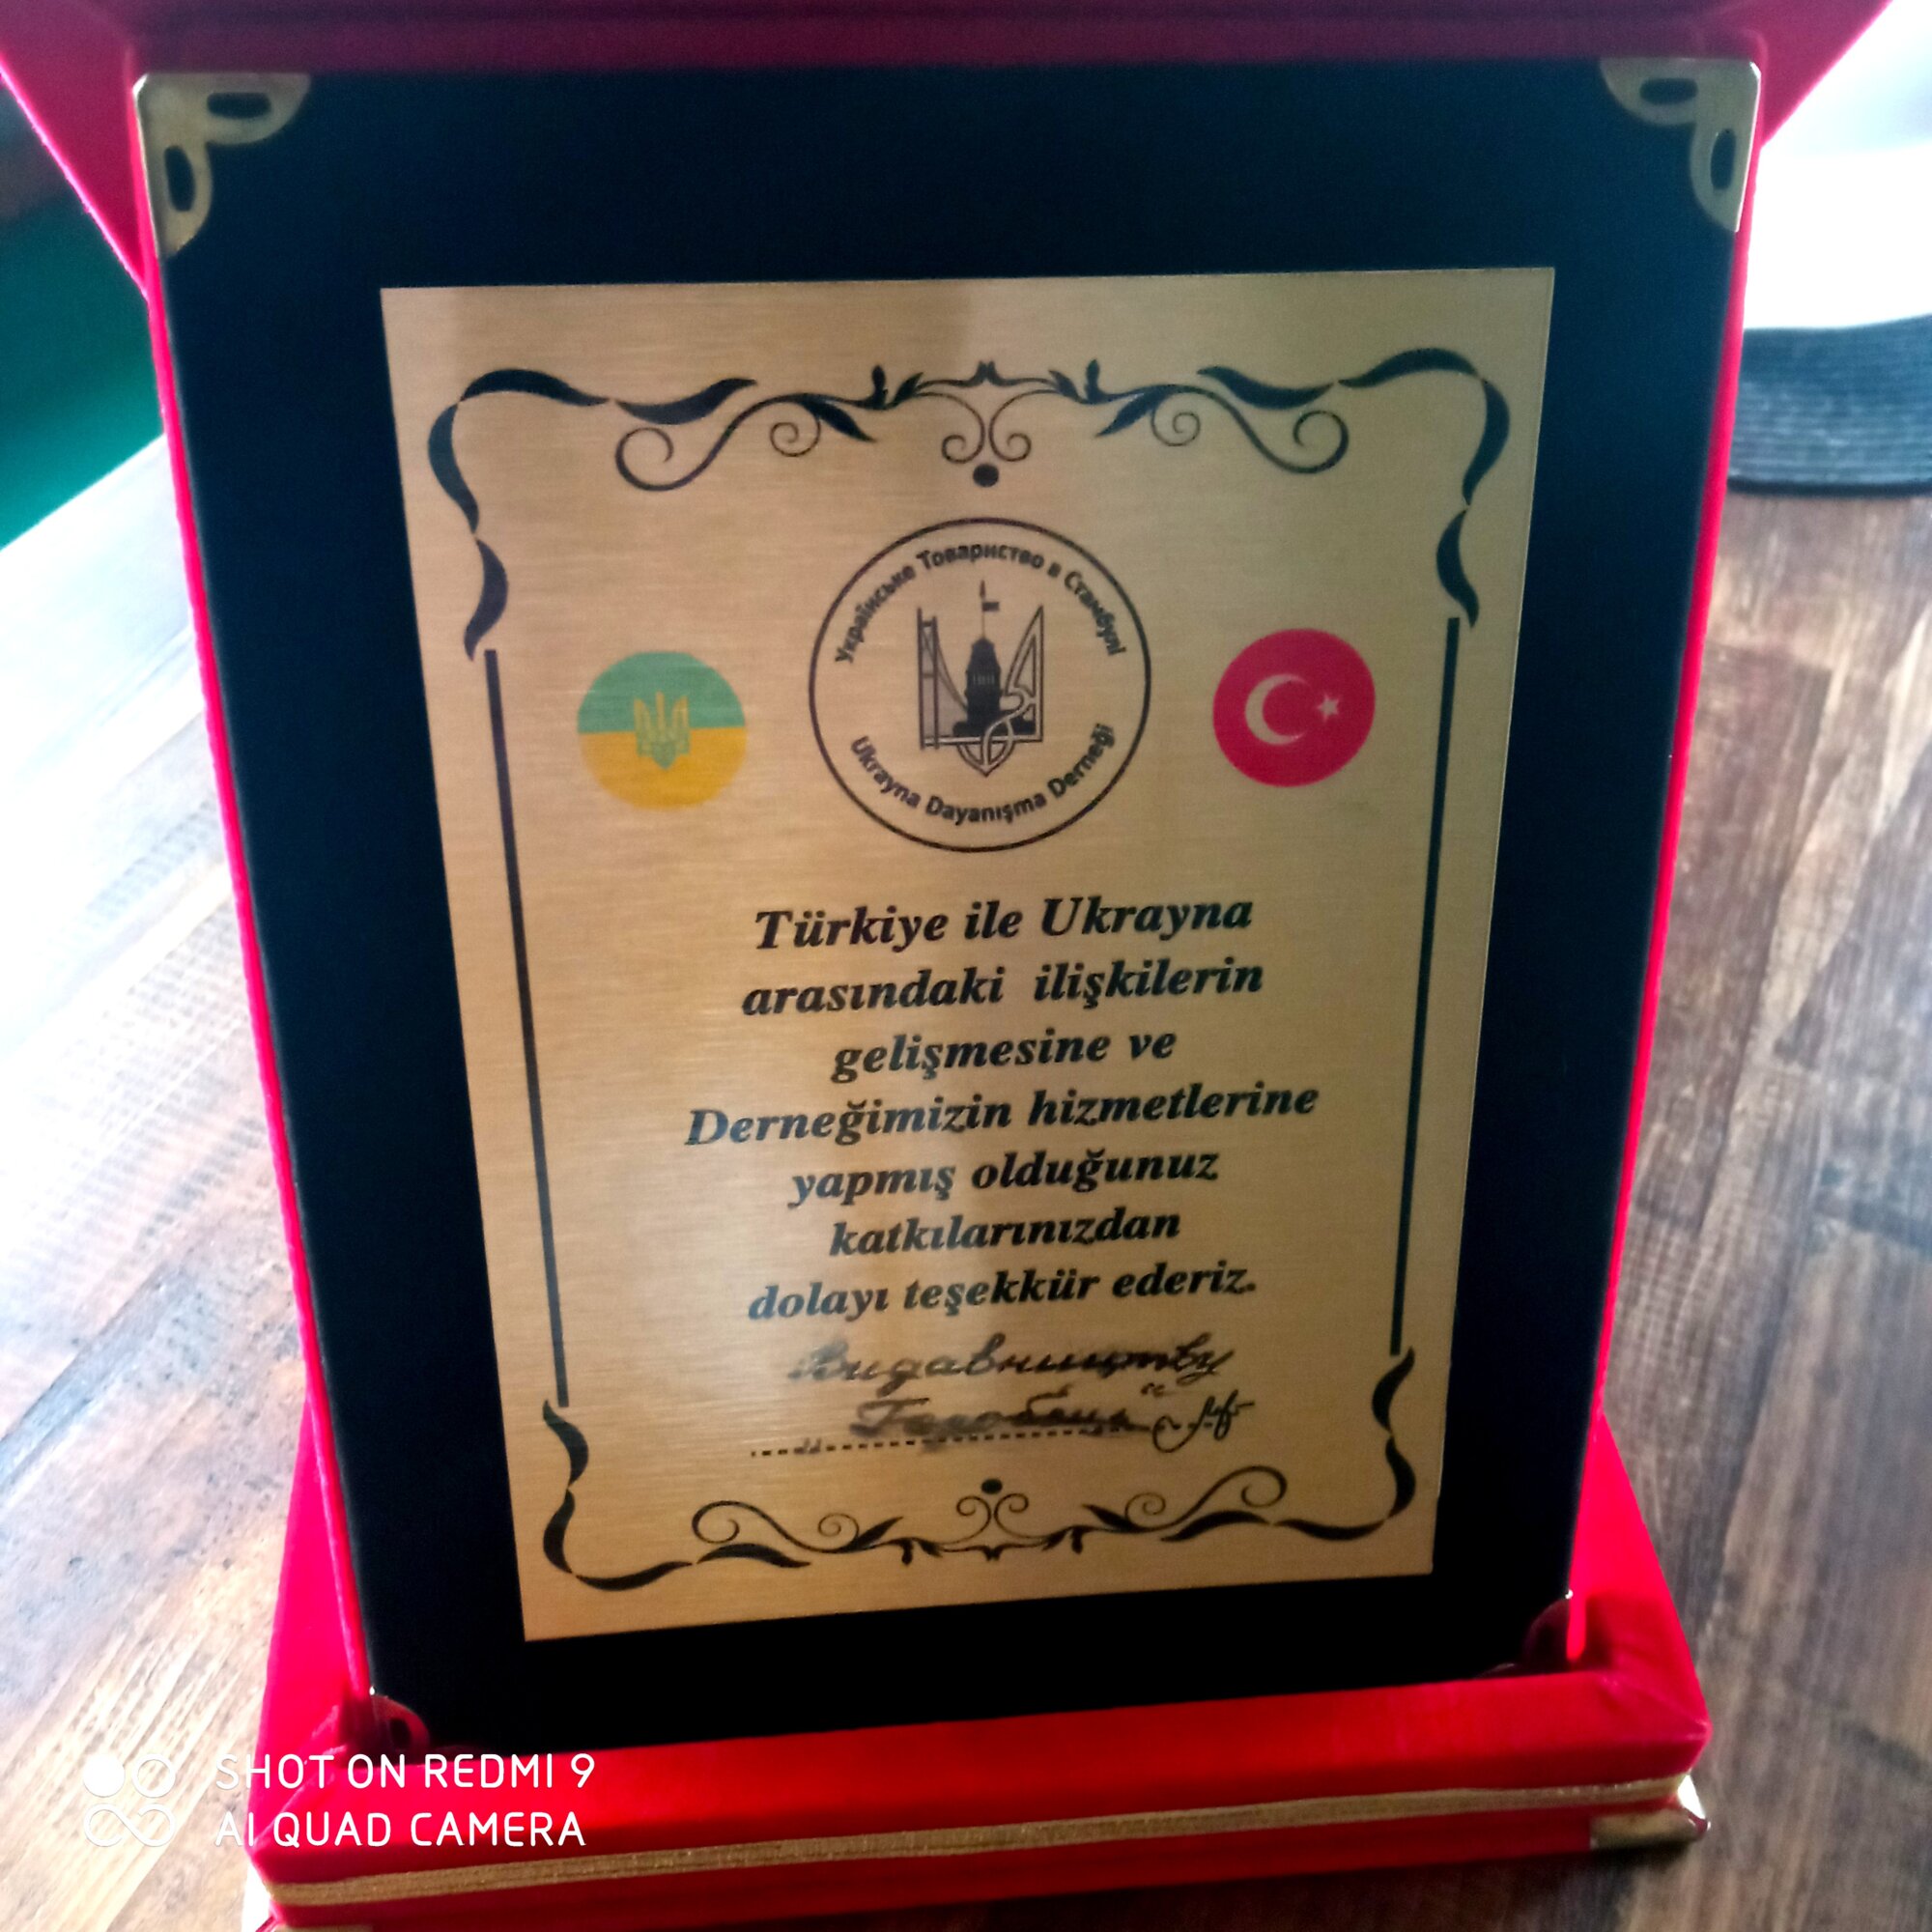 Українське Товариство в Стамбулі
Ukrayna Dayanışma Derneği
Türkiye ile Ukrayna
arasındaki ilişkilerin
gelişmesine ve
Derneğimizin hizmetlerine
yapmış olduğunuz
katkılarınızdan
dolayı teşekkür ederiz.
Видавництву
SHOT ON REDMI 9
AI QUAD CAMERA